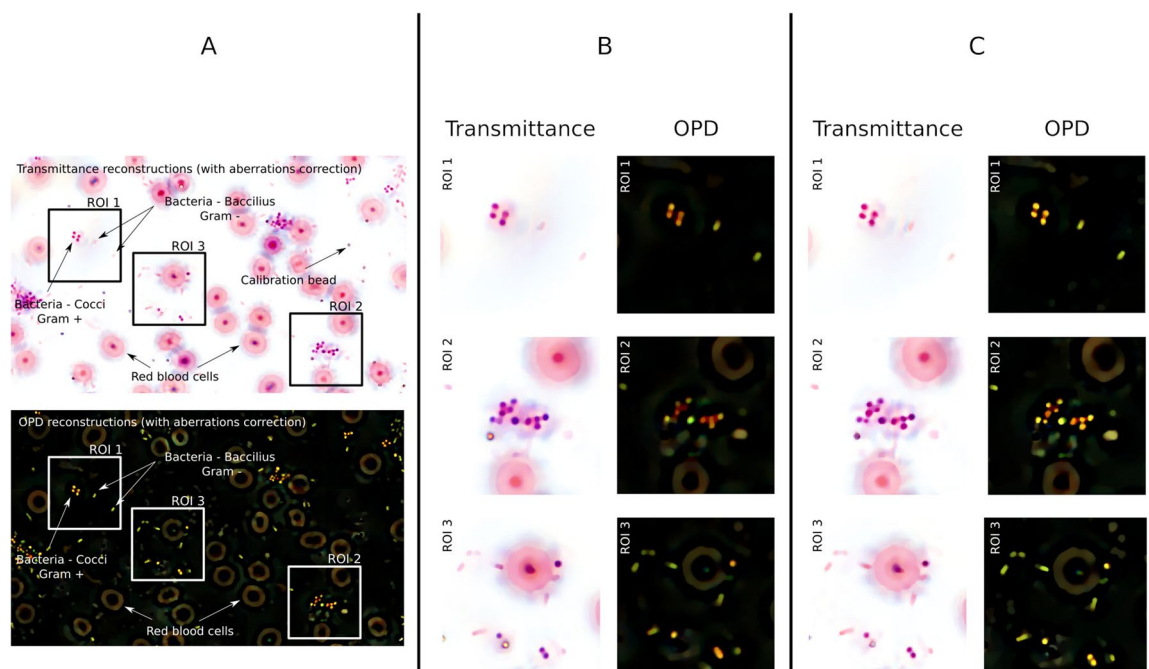 A
B
C
Transmittance reconstructions (with aberrations correction)
ROI 1
Bacteria - Baccilius
Gram -
ROI 3
Calibration bead
Bacteria - Cocci
Gram +
ROI 2
Red blood cells
OPD reconstructions (with aberrations correction)
ROI 1
Bacteria - Baccilius
Gram -
ROI 3
Bacteria - Cocci
Gram +
ROI 2
Red blood cells
Transmittance
OPD
ROI 1
ROI 1
ROI 2
ROI 2
ROI 3
ROI 3
Transmittance
OPD
ROI 1
ROI 1
ROI 2
ROI 2
ROI 3
ROI 3